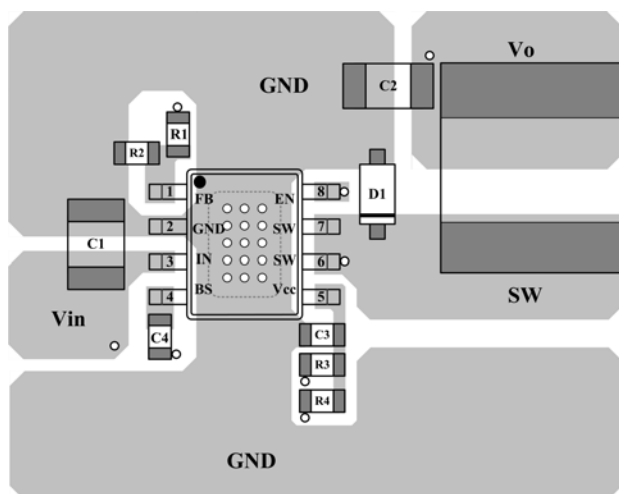 Vo
GND
C2
R1
R2
1
FB
EN
8
D1
2
GND
SW
7
C1
3
IN
SW
6
4
BS
Vcc
5
SW
Vin
C4
C3
R3
R4
GND